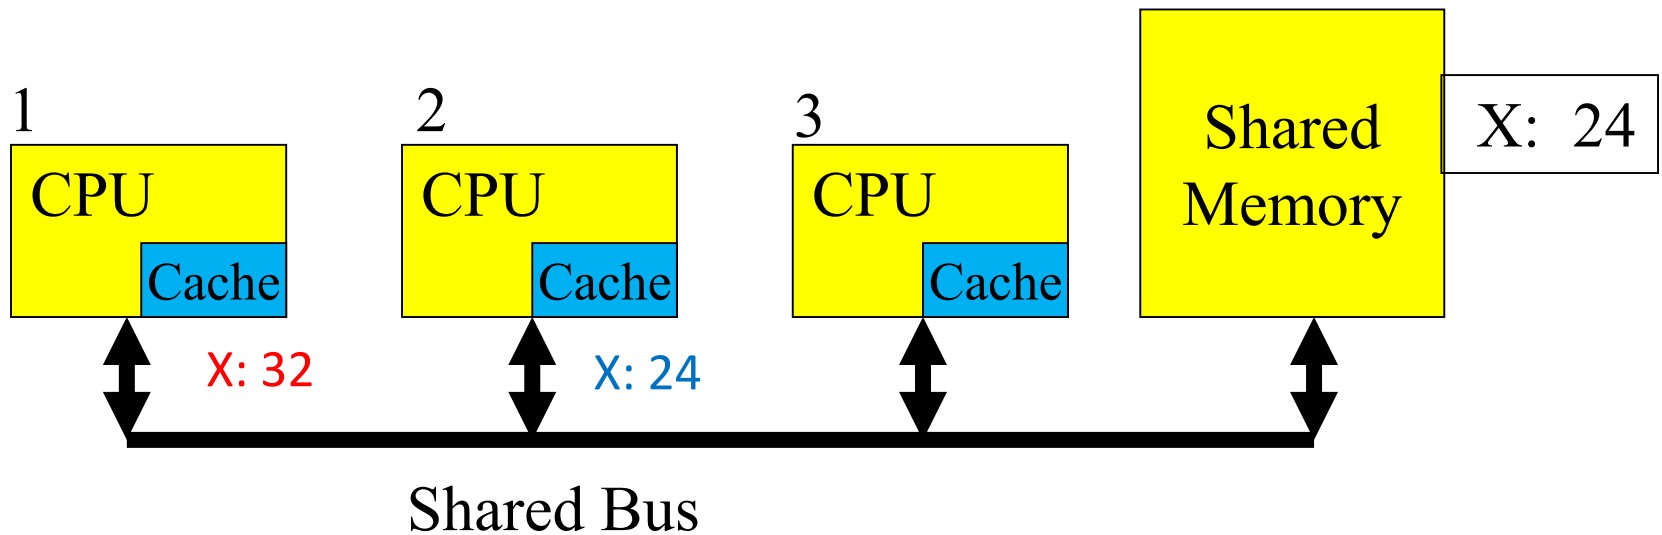 1
CPU
Cache
X: 32
2
CPU
Cache
X: 24
3
CPU
Cache
Shared
Memory
X: 24
Shared Bus